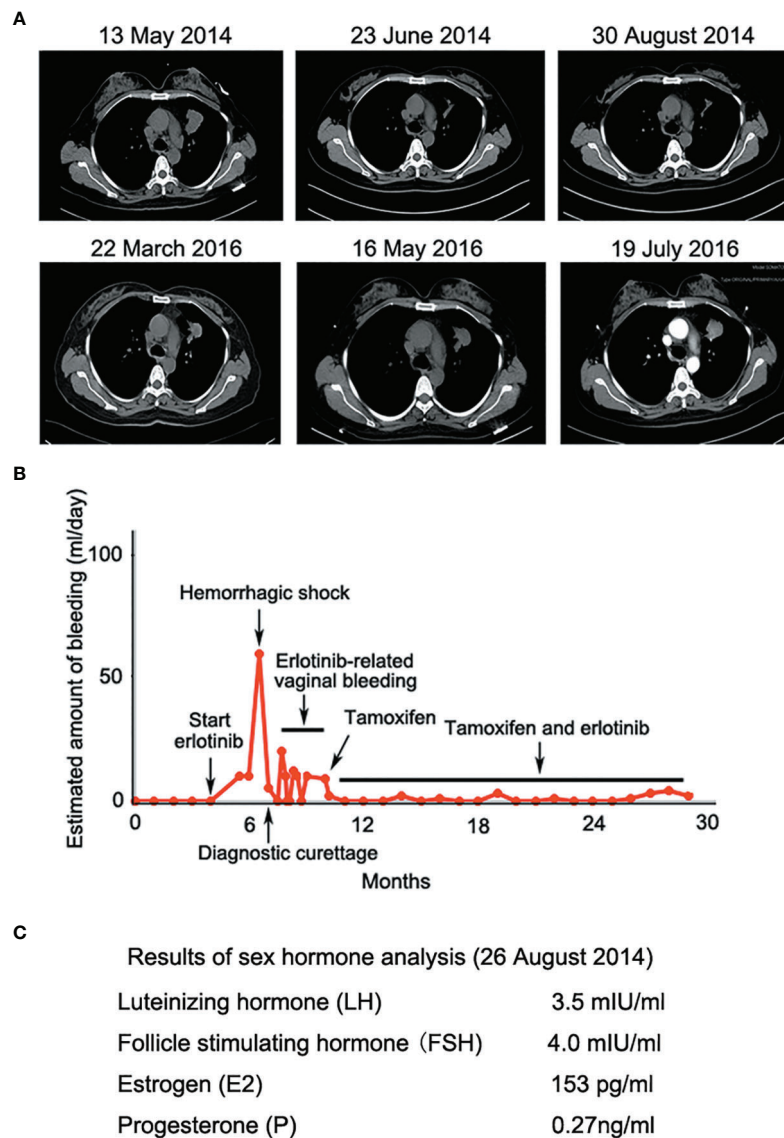 A
13 May 2014
23 June 2014
30 August 2014
22 March 2016
16 May 2016
19 July 2016
B
Estimated amount of bleeding (ml/day)
100
50
0
Hemorrhagic shock
Erlotinib-related
vaginal bleeding
Start
erlotinib
Tamoxifen
Tamoxifen and erlotinib
0
6
12
18
24
30
Diagnostic curettage
Months
C
Results of sex hormone analysis (26 August 2014)
Luteinizing hormone (LH) 3.5 mIU/ml
Follicle stimulating hormone（FSH) 4.0 mIU/ml
Estrogen (E2) 153 pg/ml
Progesterone (P) 0.27ng/ml